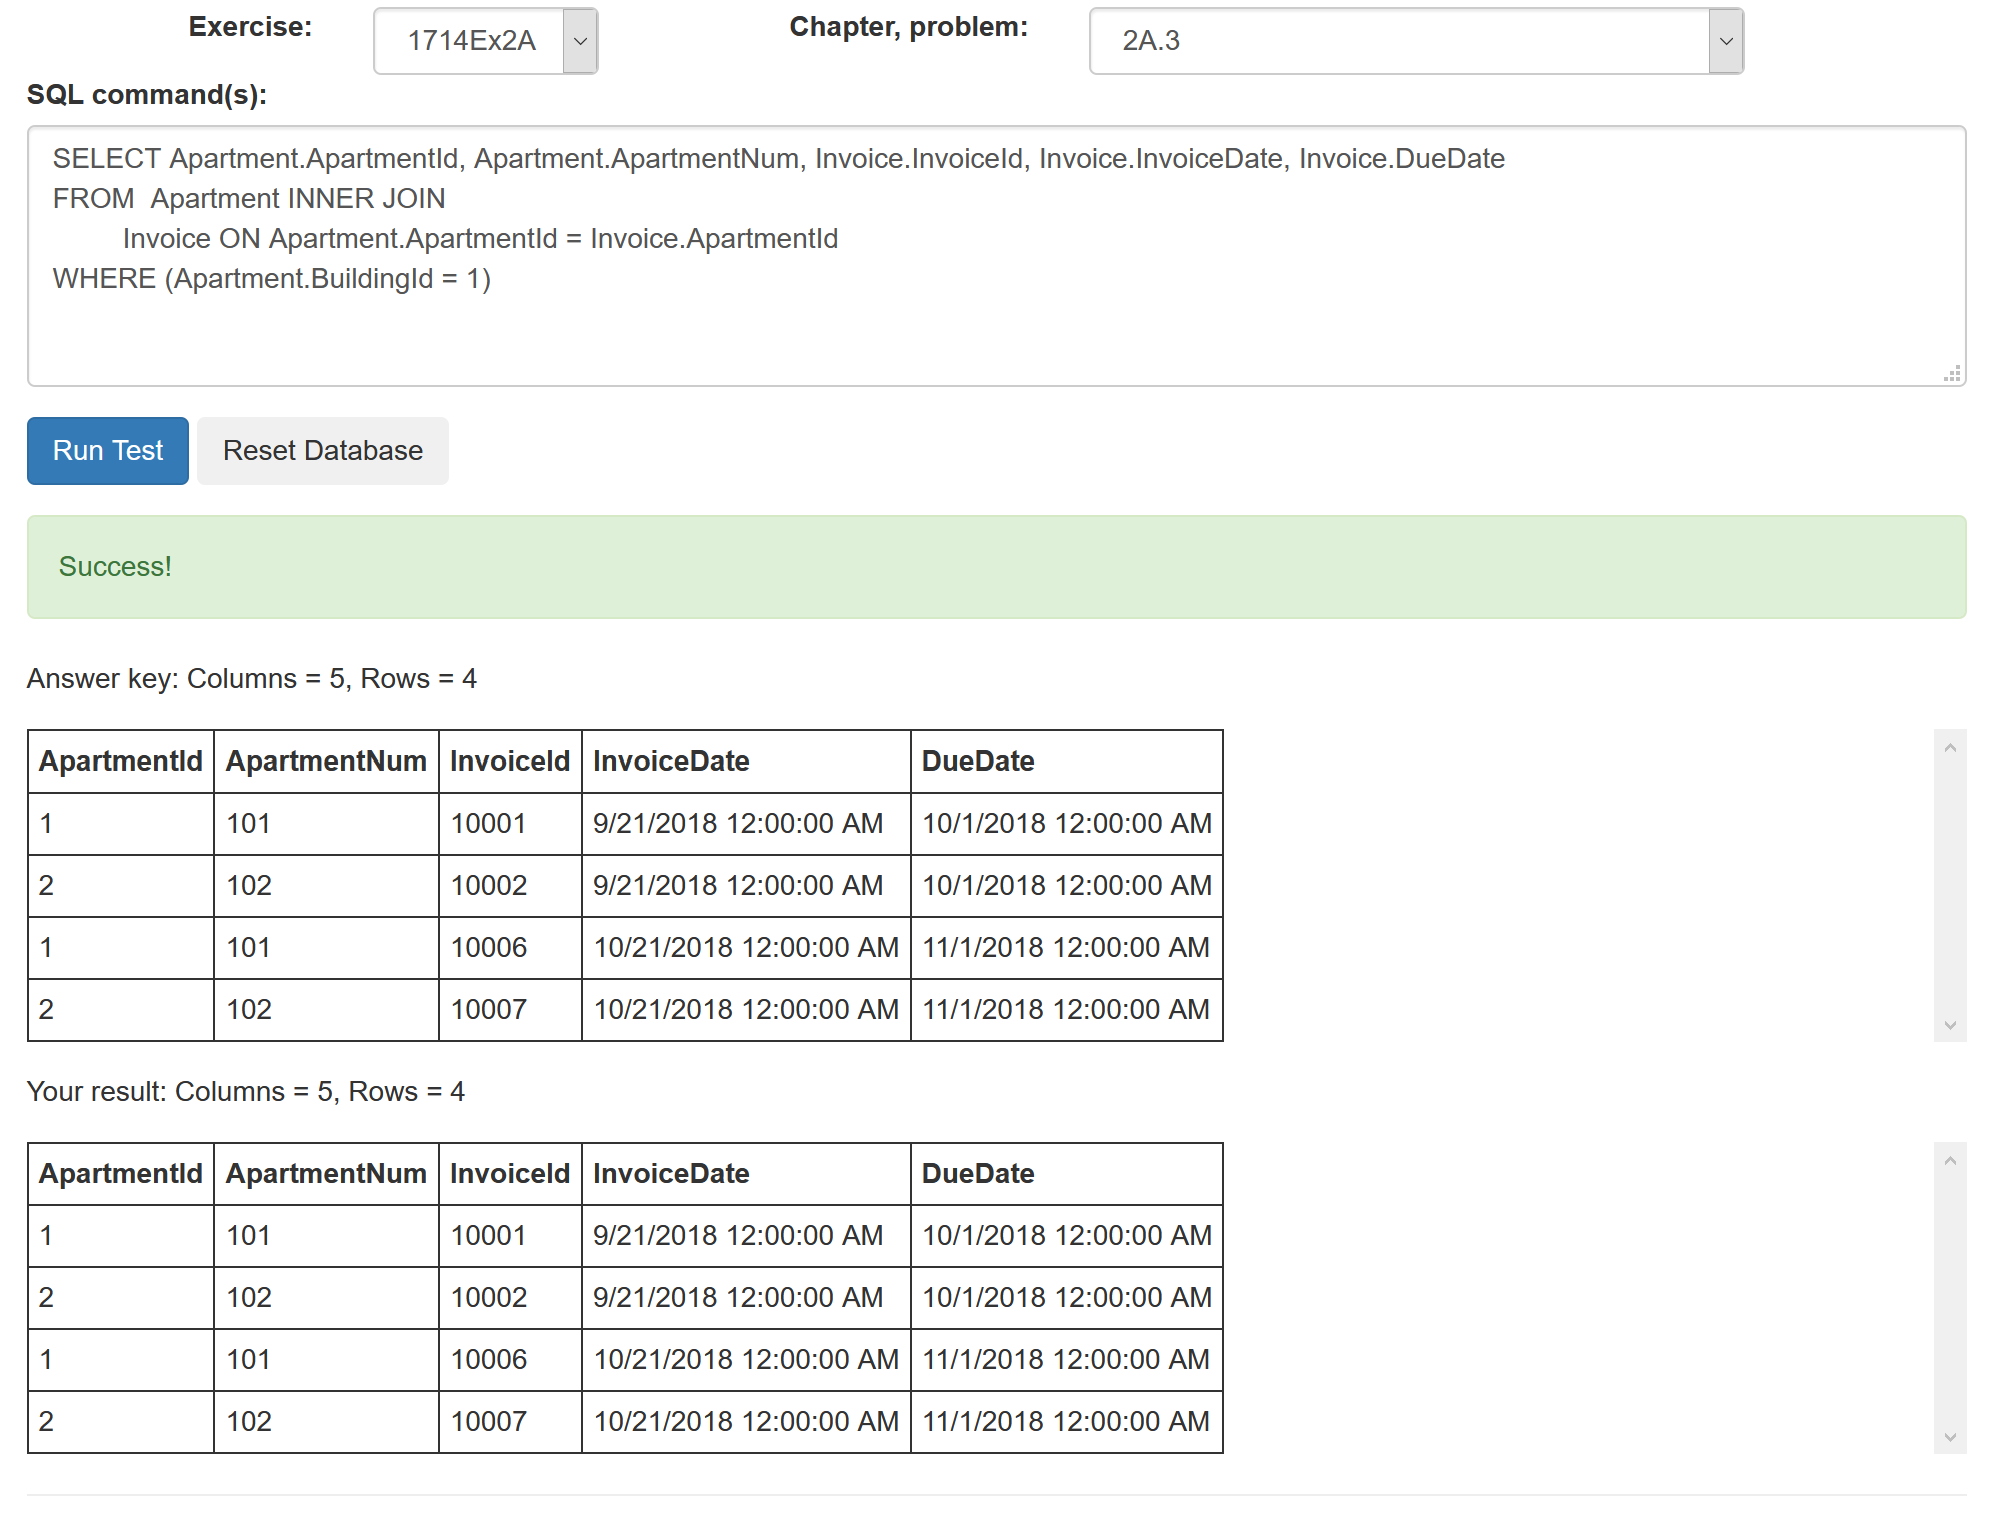 Exercise: 1714Ex2A Chapter, problem: 2A.3
SQL command(s):
SELECT Apartment.ApartmentId, Apartment.ApartmentNum, Invoice.InvoiceId, Invoice.InvoiceDate, Invoice.DueDate
FROM  Apartment INNER JOIN
Invoice ON Apartment.ApartmentId = Invoice.ApartmentId
WHERE (Apartment.BuildingId = 1)
Run Test Reset Database
Success!
Answer key: Columns = 5, Rows = 4
ApartmentId ApartmentNum InvoiceId InvoiceDate DueDate
1 101 10001 9/21/2018 12:00:00 AM 10/1/2018 12:00:00 AM
2 102 10002 9/21/2018 12:00:00 AM 10/1/2018 12:00:00 AM
1 101 10006 10/21/2018 12:00:00 AM 11/1/2018 12:00:00 AM
2 102 10007 10/21/2018 12:00:00 AM 11/1/2018 12:00:00 AM
Your result: Columns = 5, Rows = 4
ApartmentId ApartmentNum InvoiceId InvoiceDate DueDate
1 101 10001 9/21/2018 12:00:00 AM 10/1/2018 12:00:00 AM
2 102 10002 9/21/2018 12:00:00 AM 10/1/2018 12:00:00 AM
1 101 10006 10/21/2018 12:00:00 AM 11/1/2018 12:00:00 AM
2 102 10007 10/21/2018 12:00:00 AM 11/1/2018 12:00:00 AM